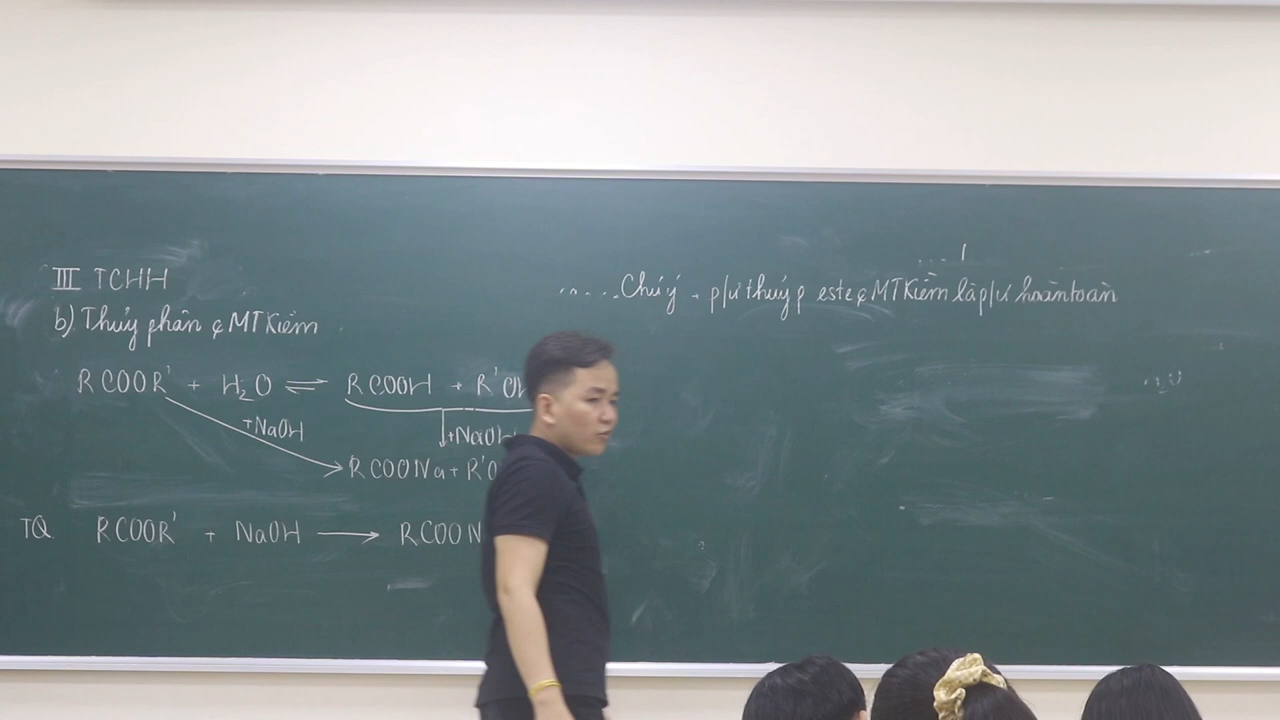 III TCHH
b) Thủy phân ç MT Kiềm
RCOOR' + H₂O ⇌ RCOOH + R'OH
+NaOH
↓+NaOH
RCOONa + R'O
TQ RCOOR' + NaOH → RCOON
Chú ý p/ư thủy p este ç MT Kiềm là p/ư hoàn toàn